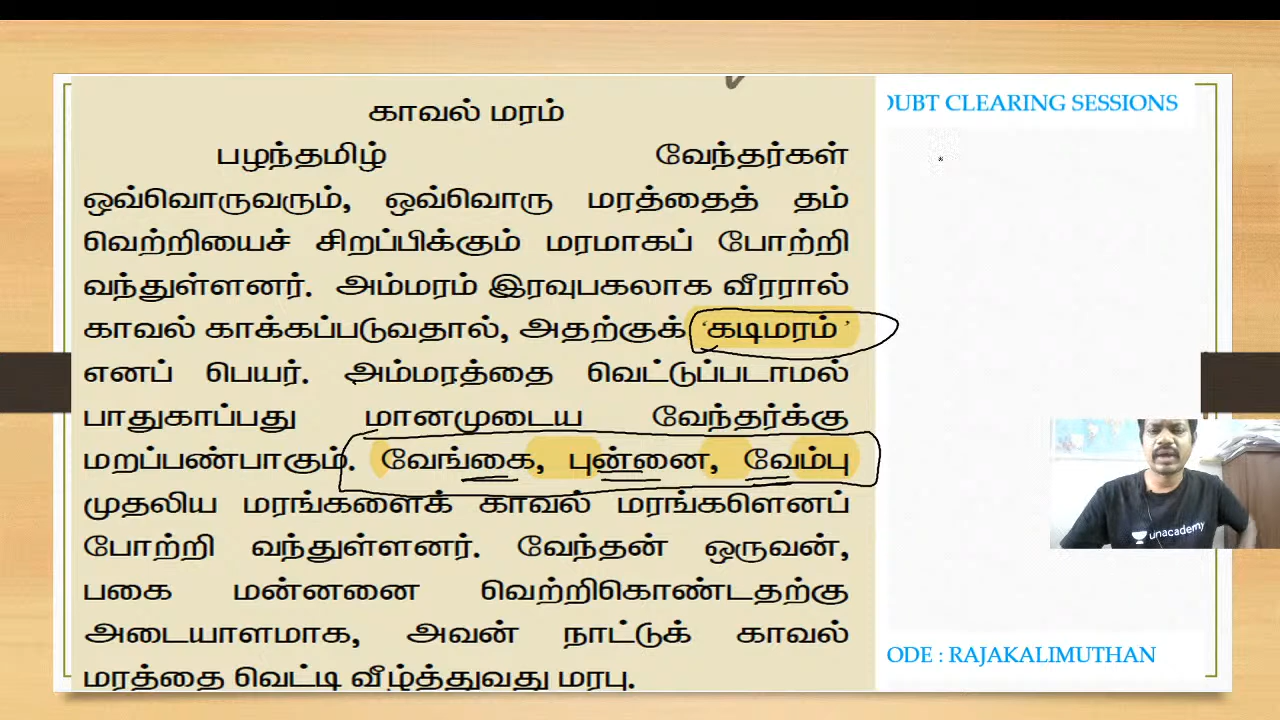 காவல் மரம்
பழந்தமிழ் வேந்தர்கள்
ஒவ்வொருவரும், ஒவ்வொரு மரத்தைத் தம்
வெற்றியைச் சிறப்பிக்கும் மரமாகப் போற்றி
வந்துள்ளனர். அம்மரம் இரவுபகலாக வீரரால்
காவல் காக்கப்படுவதால், அதற்குக் ‘கடிமரம்’
எனப் பெயர். அம்மரத்தை வெட்டுப்படாமல்
பாதுகாப்பது மானமுடைய வேந்தர்க்கு
மறப்பண்பாகும். வேங்கை, புன்னை, வேம்பு
முதலிய மரங்களைக் காவல் மரங்களெனப்
போற்றி வந்துள்ளனர். வேந்தன் ஒருவன்,
பகை மன்னனை வெற்றிகொண்டதற்கு
அடையாளமாக, அவன் நாட்டுக் காவல்
மரத்தை வெட்டி வீழ்த்துவது மரபு.
OUBT CLEARING SESSIONS
unacademy
ODE : RAJAKALIMUTHAN